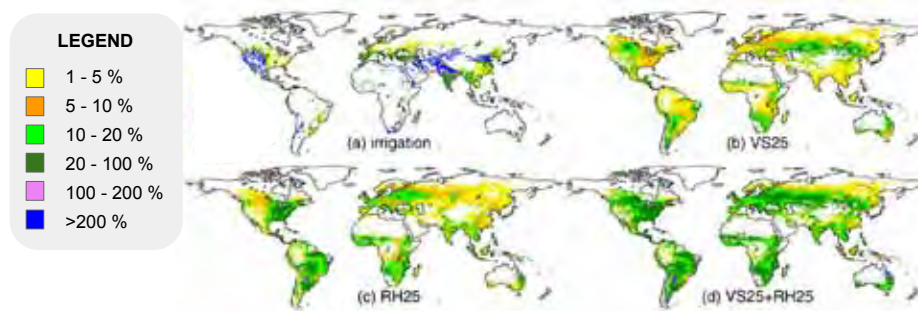 LEGEND
1 - 5 %
5 - 10 %
10 - 20 %
20 - 100 %
100 - 200 %
>200 %
(a) irrigation
(b) VS25
(c) RH25
(d) VS25+RH25